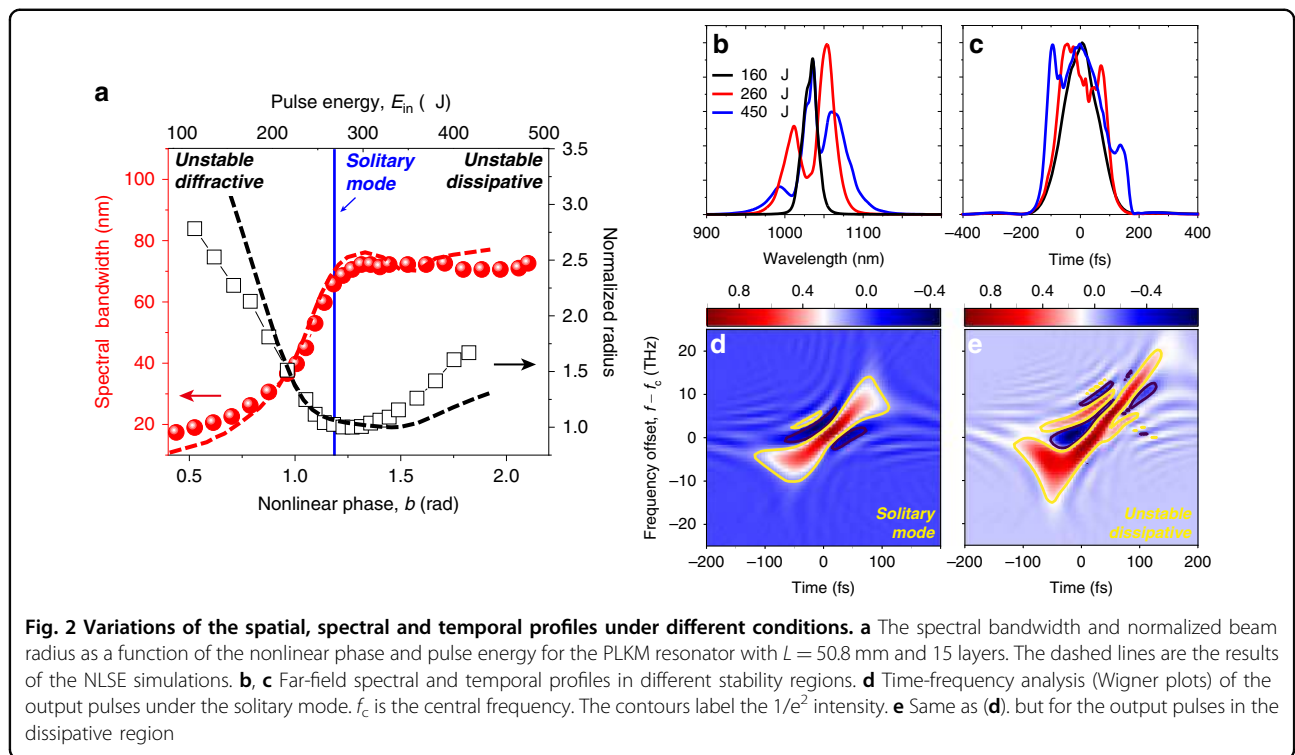 a
Pulse energy, E_in ( J)
100 200 300 400 500
Unstable diffractive
Solitary mode
Unstable dissipative
Spectral bandwidth (nm)
100
80
60
40
20
3.5
3.0
2.5
2.0
1.5
1.0
Normalized radius
0.5 1.0 1.5 2.0
Nonlinear phase, b (rad)
b
160 J
260 J
450 J
900 1000 1100
Wavelength (nm)
c
−400 −200 0 200 400
Time (fs)
0.8 0.4 0.0 −0.4
d
Frequency offset, f − f_c (THz)
20
10
0
−10
−20
Solitary mode
−200 0 100
Time (fs)
0.8 0.4 0.0 −0.4
e
Unstable dissipative
−200 −100 0 100 200
Time (fs)
Fig. 2 Variations of the spatial, spectral and temporal profiles under different conditions. a The spectral bandwidth and normalized beam
radius as a function of the nonlinear phase and pulse energy for the PLKM resonator with L = 50.8 mm and 15 layers. The dashed lines are the results
of the NLSE simulations. b, c Far-field spectral and temporal profiles in different stability regions. d Time-frequency analysis (Wigner plots) of the
output pulses under the solitary mode. f_c is the central frequency. The contours label the 1/e² intensity. e Same as (d). but for the output pulses in the
dissipative region